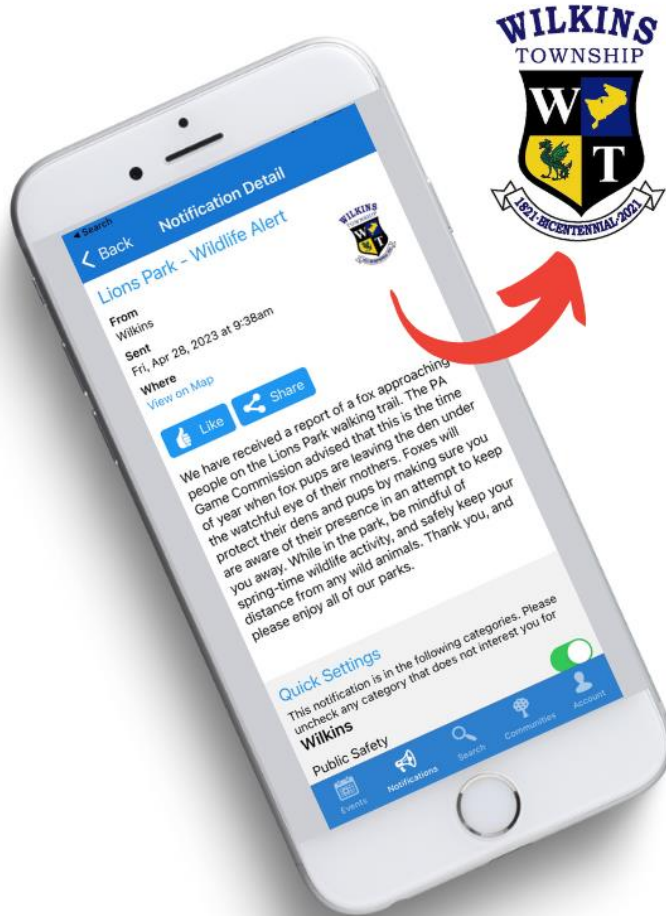 WILKINS
TOWNSHIP
W
T
1821·BICENTENNIAL·2021
Search
Back
Notification Detail
Lions Park - Wildlife Alert
WILKINS
TOWNSHIP
W
T
From
Wilkins
Sent
Fri, Apr 28, 2023 at 9:38am
Where
View on Map
Like
Share
We have received a report of a fox approaching
people on the Lions Park walking trail. The PA
Game Commission advised that this is the time
of year when fox pups are leaving the den under
the watchful eye of their mothers. Foxes will
protect their dens and pups by making sure you
are aware of their presence in an attempt to keep
you away. While in the park, be mindful of
spring-time wildlife activity, and safely keep your
distance from any wild animals. Thank you, and
please enjoy all of our parks.
Quick Settings
This notification is in the following categories. Please
uncheck any category that does not interest you for
Wilkins
Public Safety
Events
Notifications
Search
Communities
Account